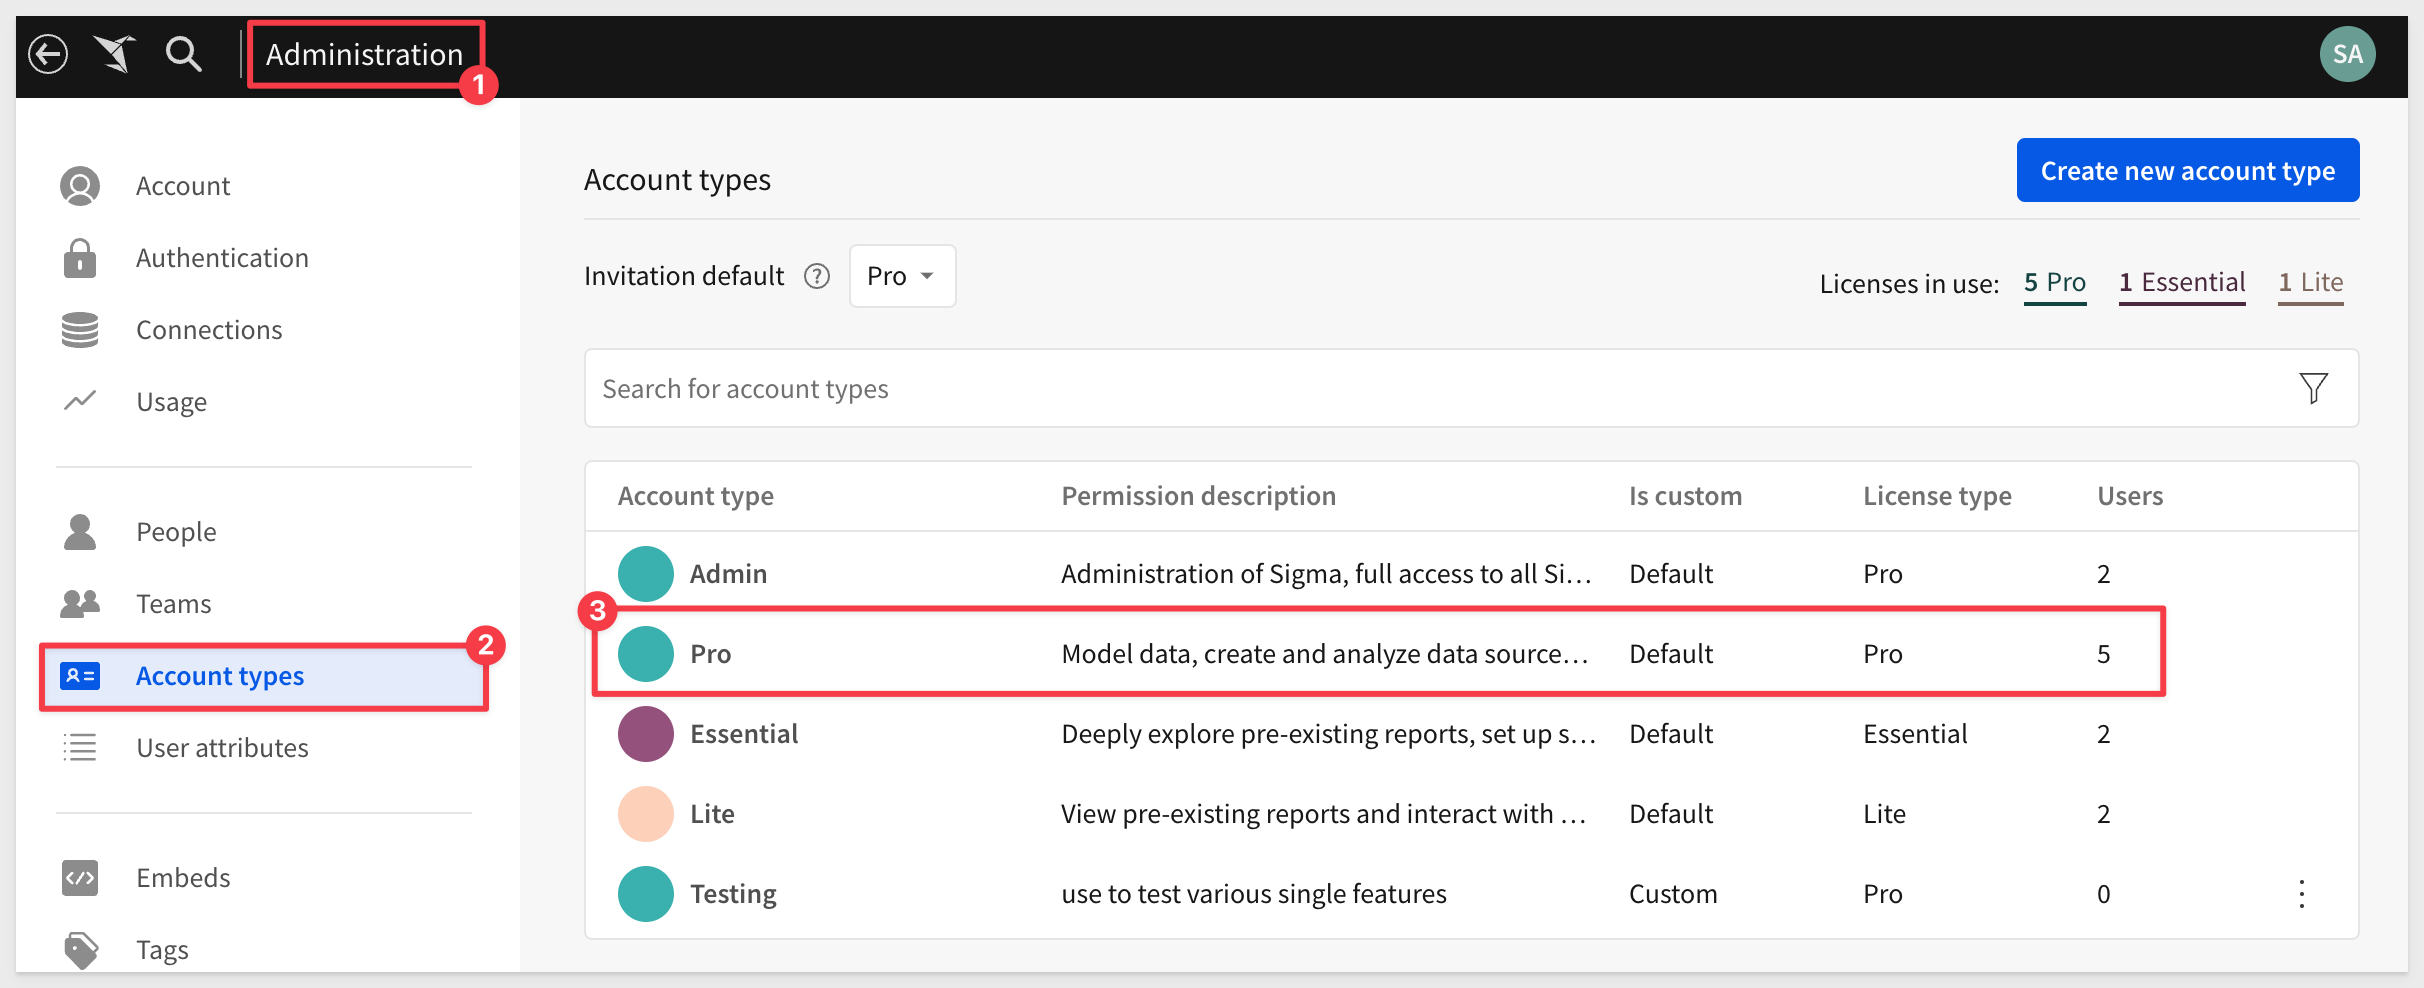 Administration
1
SA
Account
Authentication
Connections
Usage
People
Teams
2
Account types
User attributes
Embeds
Tags
Account types
Create new account type
Invitation default ? Pro
Licenses in use: 5 Pro 1 Essential 1 Lite
Search for account types
Account type Permission description Is custom License type Users
Admin Administration of Sigma, full access to all Si... Default Pro 2
3
Pro Model data, create and analyze data source... Default Pro 5
Essential Deeply explore pre-existing reports, set up s... Default Essential 2
Lite View pre-existing reports and interact with ... Default Lite 2
Testing use to test various single features Custom Pro 0